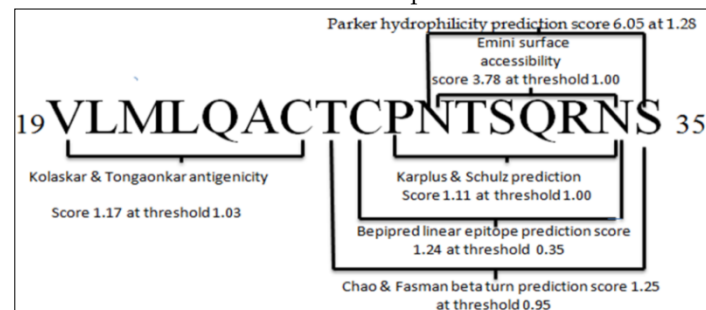 Parker hydrophilicity prediction score 6.05 at 1.28
Emini surface
accessibility
score 3.78 at threshold 1.00
19 VLMLQACTCPNTSQRNS 35
Kolaskar & Tongaonkar antigenicity
Score 1.17 at threshold 1.03
Karplus & Schulz prediction
Score 1.11 at threshold 1.00
Bepipred linear epitope prediction score
1.24 at threshold 0.35
Chao & Fasman beta turn prediction score 1.25
at threshold 0.95